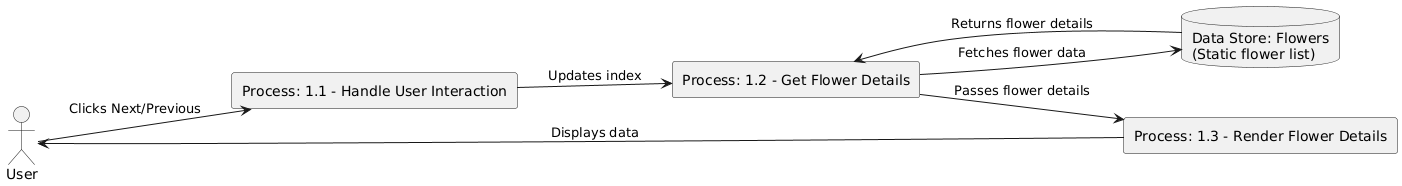 Returns flower details
Data Store: Flowers
(Static flower list)
Fetches flower data
Updates index
Process: 1.2 - Get Flower Details
Process: 1.1 - Handle User Interaction
Passes flower details
Clicks Next/Previous
Displays data
Process: 1.3 - Render Flower Details
User